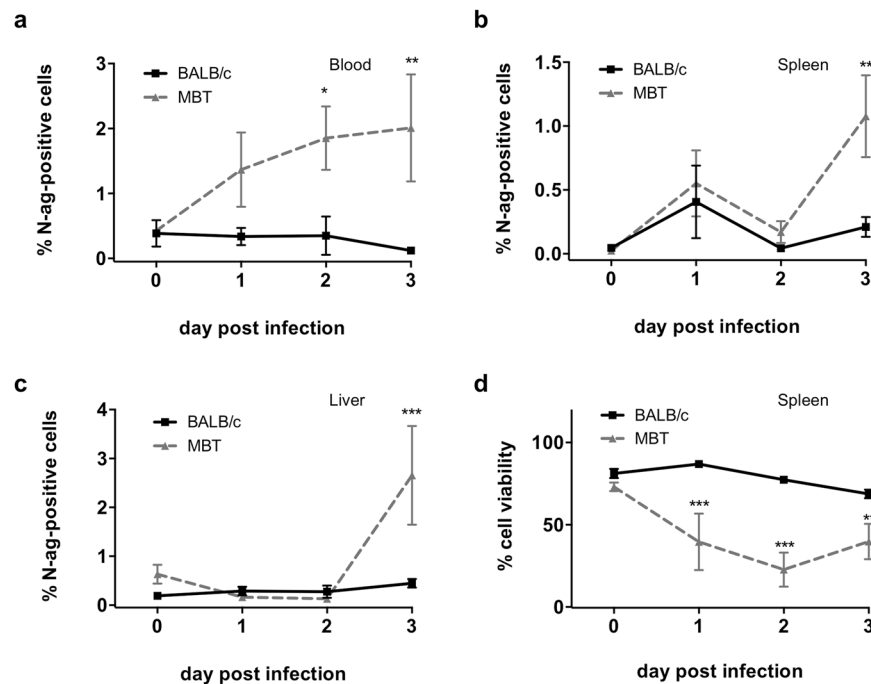 a
Blood
BALB/c
MBT
* **
% N-ag-positive cells
3
2
1
0
0 1 2 3
day post infection
b
Spleen
BALB/c
MBT
**
% N-ag-positive cells
1.5
1.0
0.5
0.0
0 1 2 3
day post infection
c
Liver
BALB/c
MBT
***
% N-ag-positive cells
4
3
2
1
0
0 1 2 3
day post infection
d
Spleen
BALB/c
MBT
*** *** **
% cell viability
100
50
0
0 1 2 3
day post infection